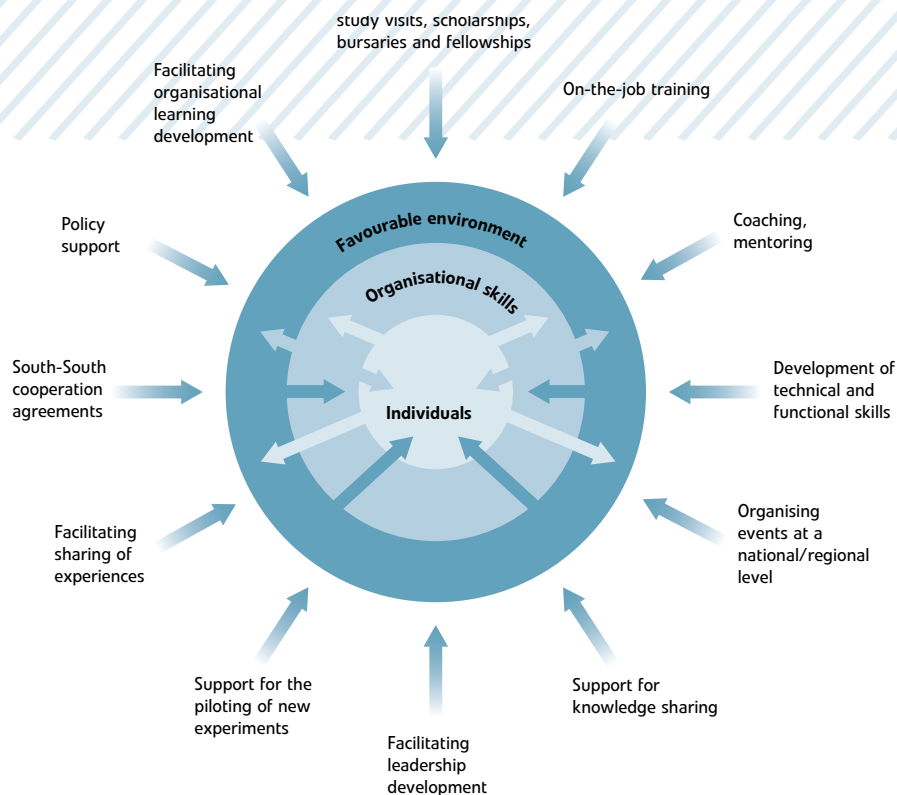 study visits, scholarships,
bursaries and fellowships
Facilitating
organisational
learning
development
On-the-job training
Policy
support
Coaching,
mentoring
Favourable environment
Organisational skills
Individuals
South-South
cooperation
agreements
Development of
technical and
functional skills
Facilitating
sharing of
experiences
Organising
events at a
national/regional
level
Support for the
piloting of new
experiments
Support for
knowledge sharing
Facilitating
leadership
development